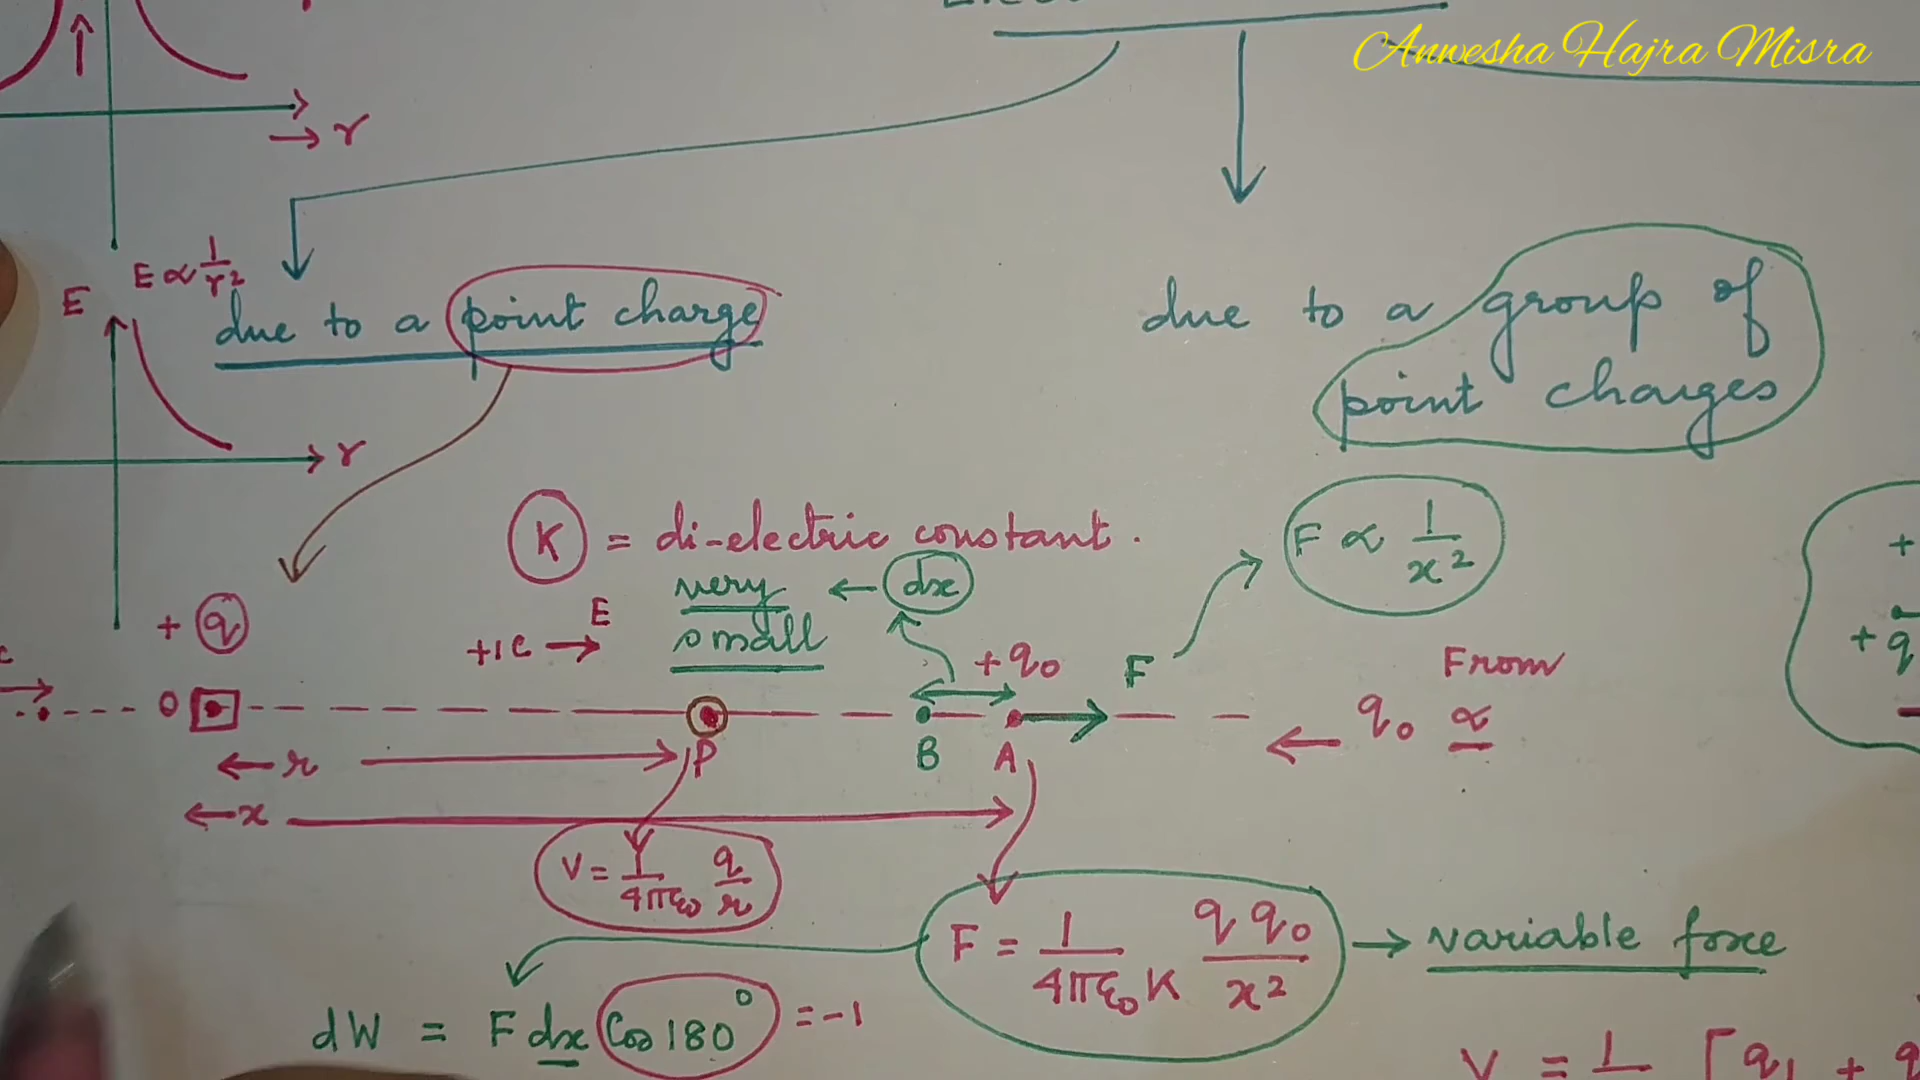 Anwesha Hajra Misra
→ r
E ∝ 1/r²
E
due to a point charge
→ r
due to a group of
point charges
K = di-electric constant.
very ← dx
small
F ∝ 1/x²
+ q
+1C → E
+q₀
F
From
q₀ ∝
O
P
B
A
← r →
← x →
V = 1/4πε₀ q/r
F = 1/4πε₀K qq₀/x² → variable force
dW = F dx Cos 180° = -1
+
+ q